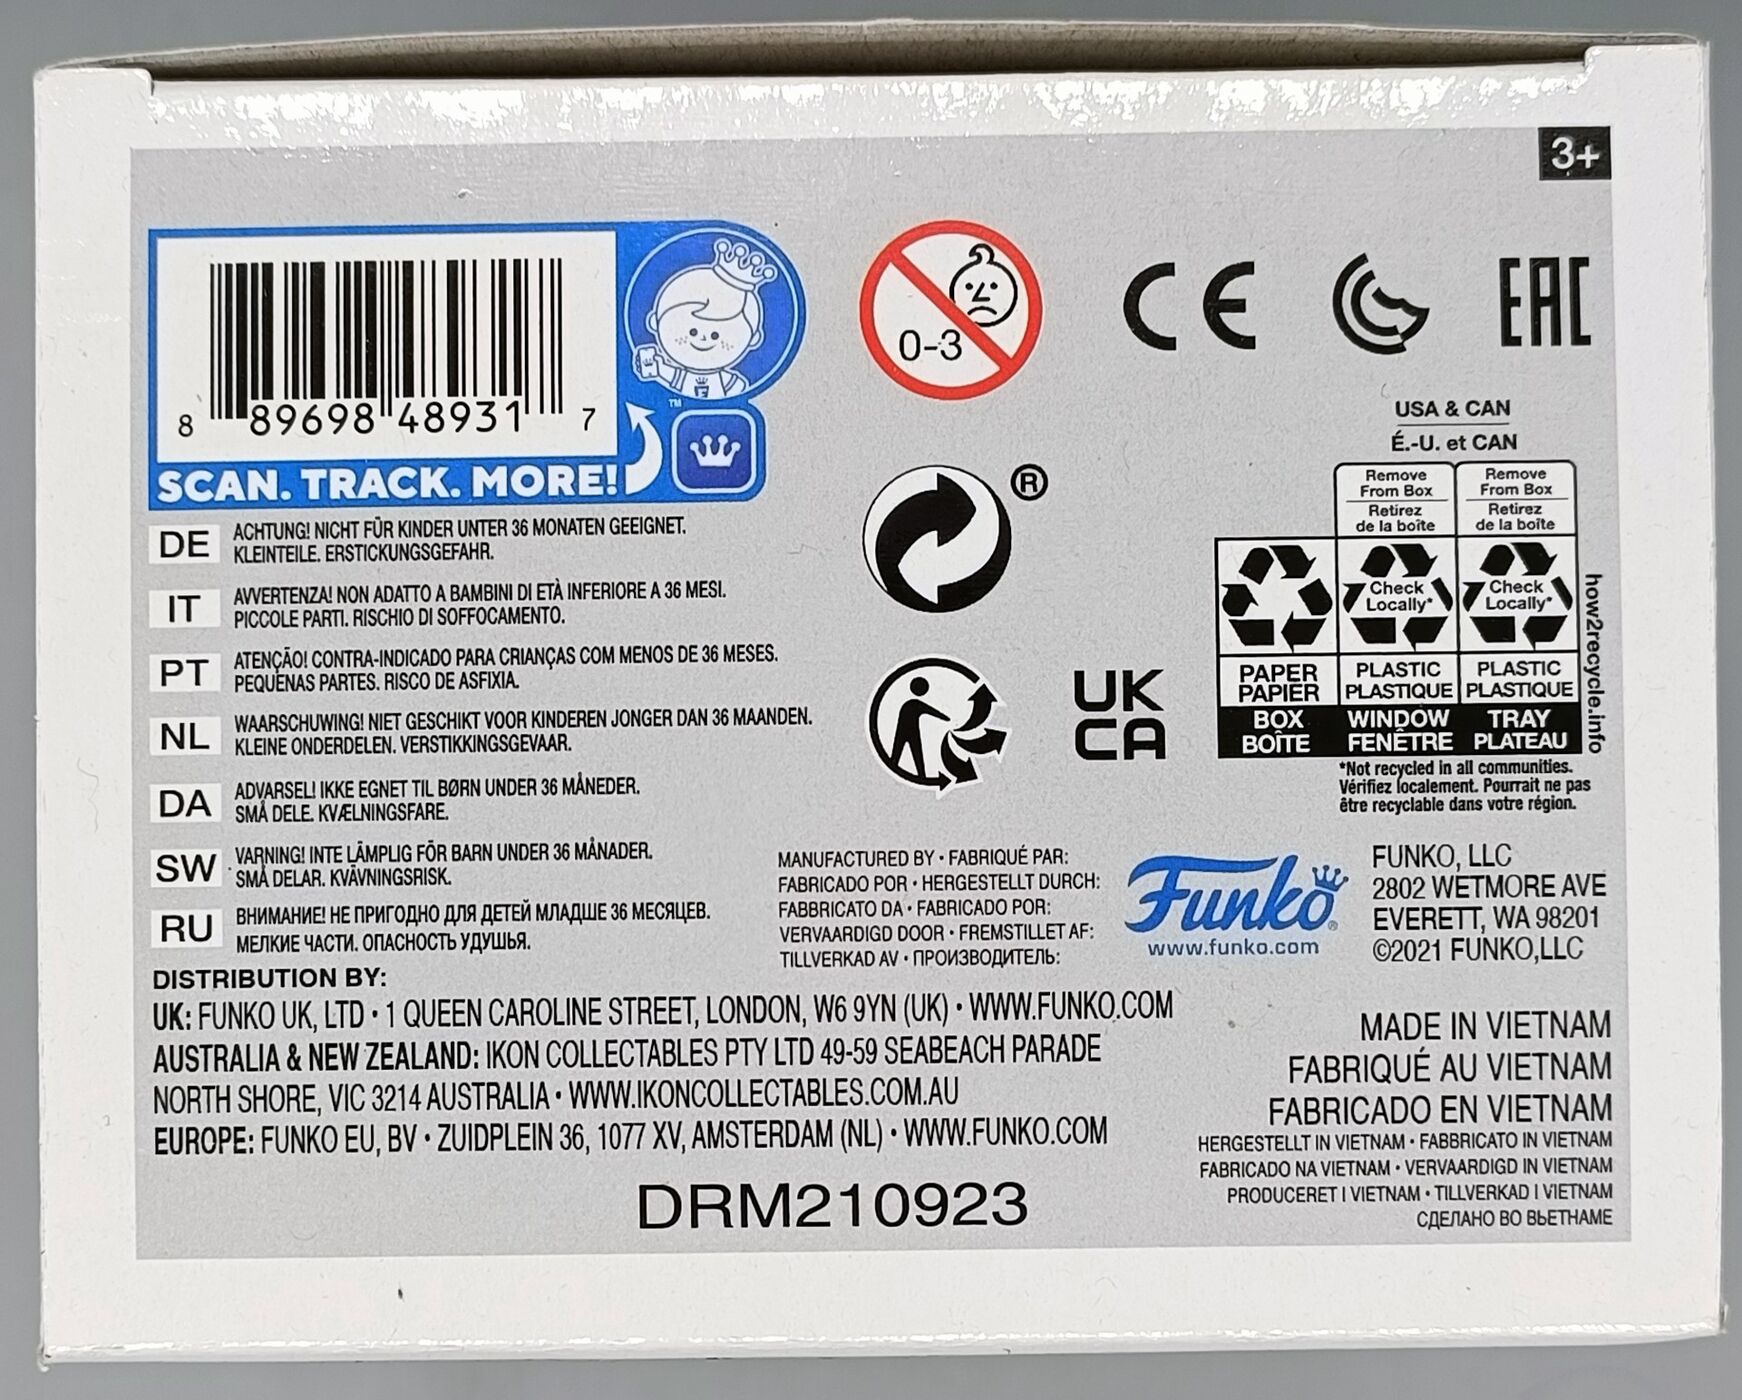 3+
8 89698 48931 7
SCAN. TRACK. MORE!
TM
0-3
CE
EAC
DE ACHTUNG! NICHT FÜR KINDER UNTER 36 MONATEN GEEIGNET.
KLEINTEILE. ERSTICKUNGSGEFAHR.
IT AVVERTENZA! NON ADATTO A BAMBINI DI ETÀ INFERIORE A 36 MESI.
PICCOLE PARTI. RISCHIO DI SOFFOCAMENTO.
PT ATENÇÃO! CONTRA-INDICADO PARA CRIANÇAS COM MENOS DE 36 MESES.
PEQUENAS PARTES. RISCO DE ASFIXIA.
NL WAARSCHUWING! NIET GESCHIKT VOOR KINDEREN JONGER DAN 36 MAANDEN.
KLEINE ONDERDELEN. VERSTIKKINGSGEVAAR.
DA ADVARSEL! IKKE EGNET TIL BØRN UNDER 36 MÅNEDER.
SMÅ DELE. KVÆLNINGSFARE.
SW VARNING! INTE LÄMPLIG FÖR BARN UNDER 36 MÅNADER.
SMÅ DELAR. KVÄVNINGSRISK.
RU ВНИМАНИЕ! НЕ ПРИГОДНО ДЛЯ ДЕТЕЙ МЛАДШЕ 36 МЕСЯЦЕВ.
МЕЛКИЕ ЧАСТИ. ОПАСНОСТЬ УДУШЬЯ.
®
UK
CA
USA & CAN
É.-U. et CAN
Remove
From Box
Retirez
de la boîte
Remove
From Box
Retirez
de la boîte
Check
Locally*
Check
Locally*
PAPER
PAPIER
PLASTIC
PLASTIQUE
PLASTIC
PLASTIQUE
BOX
BOÎTE
WINDOW
FENÊTRE
TRAY
PLATEAU
how2recycle.info
*Not recycled in all communities.
Vérifiez localement. Pourrait ne pas
être recyclable dans votre région.
MANUFACTURED BY • FABRIQUÉ PAR:
FABRICADO POR • HERGESTELLT DURCH:
FABBRICATO DA • FABRICADO POR:
VERVAARDIGD DOOR • FREMSTILLET AF:
TILLVERKAD AV • ПРОИЗВОДИТЕЛЬ:
Funko®
www.funko.com
FUNKO, LLC
2802 WETMORE AVE
EVERETT, WA 98201
©2021 FUNKO,LLC
DISTRIBUTION BY:
UK: FUNKO UK, LTD • 1 QUEEN CAROLINE STREET, LONDON, W6 9YN (UK) • WWW.FUNKO.COM
AUSTRALIA & NEW ZEALAND: IKON COLLECTABLES PTY LTD 49-59 SEABEACH PARADE
NORTH SHORE, VIC 3214 AUSTRALIA • WWW.IKONCOLLECTABLES.COM.AU
EUROPE: FUNKO EU, BV • ZUIDPLEIN 36, 1077 XV, AMSTERDAM (NL) • WWW.FUNKO.COM
MADE IN VIETNAM
FABRIQUÉ AU VIETNAM
FABRICADO EN VIETNAM
HERGESTELLT IN VIETNAM • FABBRICATO IN VIETNAM
FABRICADO NA VIETNAM • VERVAARDIGD IN VIETNAM
PRODUCERET I VIETNAM • TILLVERKAD I VIETNAM
СДЕЛАНО ВО ВЬЕТНАМЕ
DRM210923